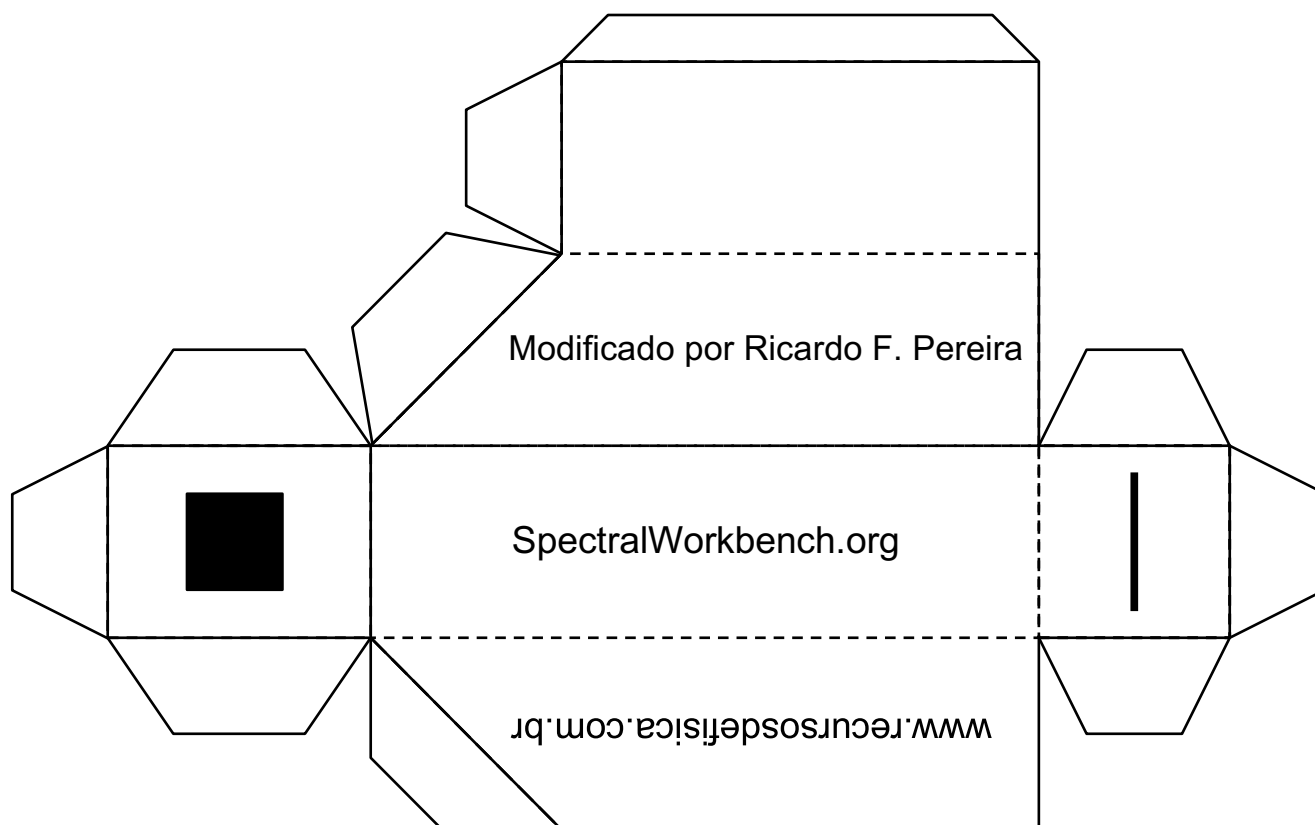 Modificado por Ricardo F. Pereira
SpectralWorkbench.org
www.recursosdefisica.com.br